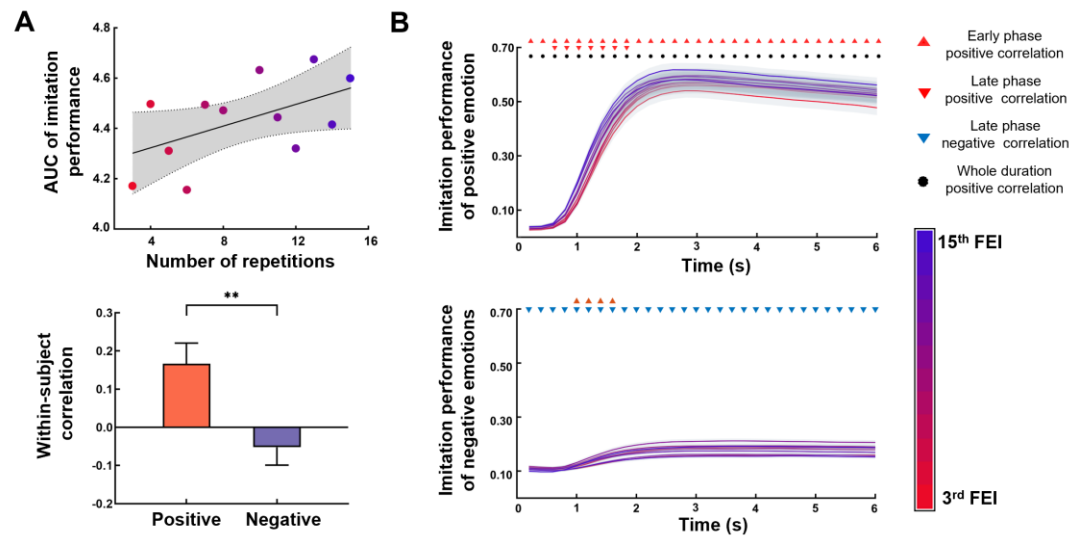 A
AUC of imitation
performance
4.8
4.6
4.4
4.2
4.0
4
8
12
16
Number of repetitions
Within-subject
correlation
0.3
0.2
0.1
0.0
-0.1
-0.2
**
Positive
Negative
B
Imitation performance
of positive emotion
0.70
0.50
0.30
0.10
0
1
2
3
4
5
6
Time (s)
Imitation performance
of negative emotions
0.70
0.50
0.30
0.10
0
1
2
3
4
5
6
Time (s)
Early phase
positive correlation
Late phase
positive correlation
Late phase
negative correlation
Whole duration
positive correlation
15th FEI
3rd FEI